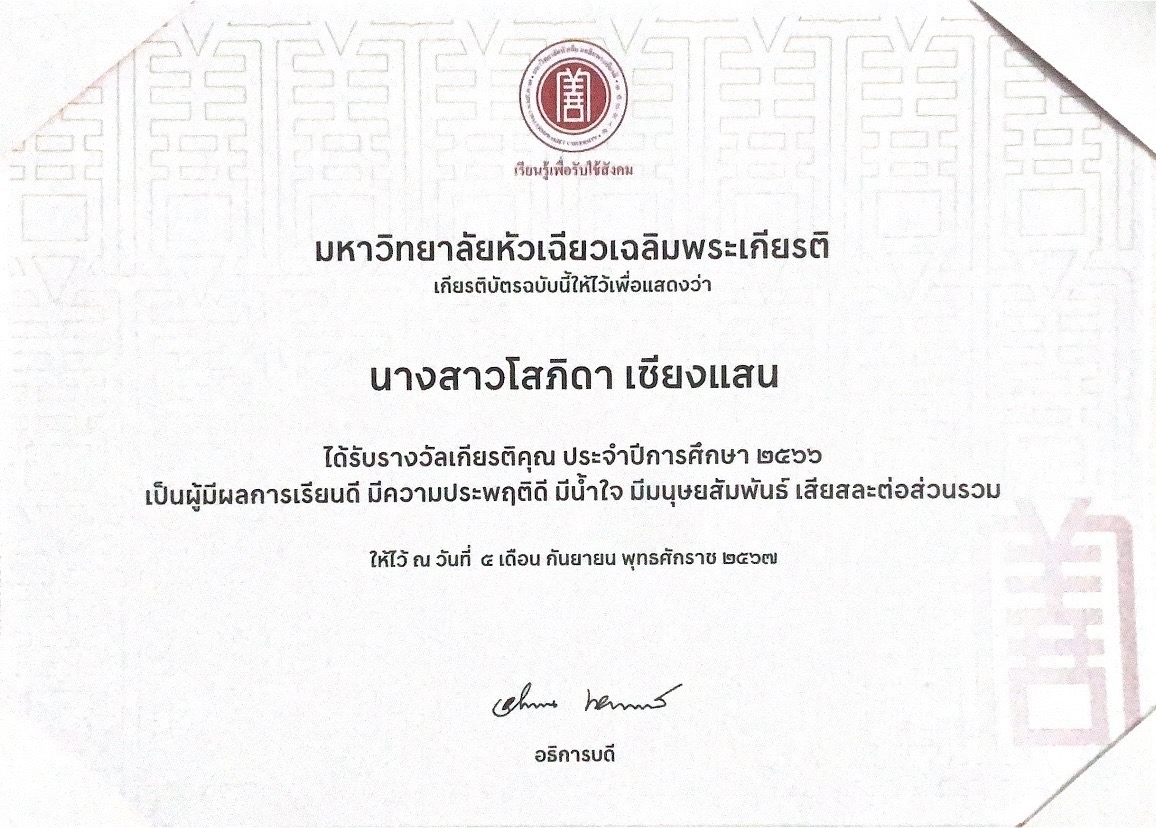 善
เรียนรู้เพื่อรับใช้สังคม
มหาวิทยาลัยหัวเฉียวเฉลิมพระเกียรติ
เกียรติบัตรฉบับนี้ให้ไว้เพื่อแสดงว่า
นางสาวโสภิดา เซียงแสน
ได้รับรางวัลเกียรติคุณ ประจำปีการศึกษา ๒๕๖๖
เป็นผู้มีผลการเรียนดี มีความประพฤติดี มีน้ำใจ มีมนุษยสัมพันธ์ เสียสละต่อส่วนรวม
ให้ไว้ ณ วันที่ ๔ เดือน กันยายน พุทธศักราช ๒๕๖๗
อธิการบดี